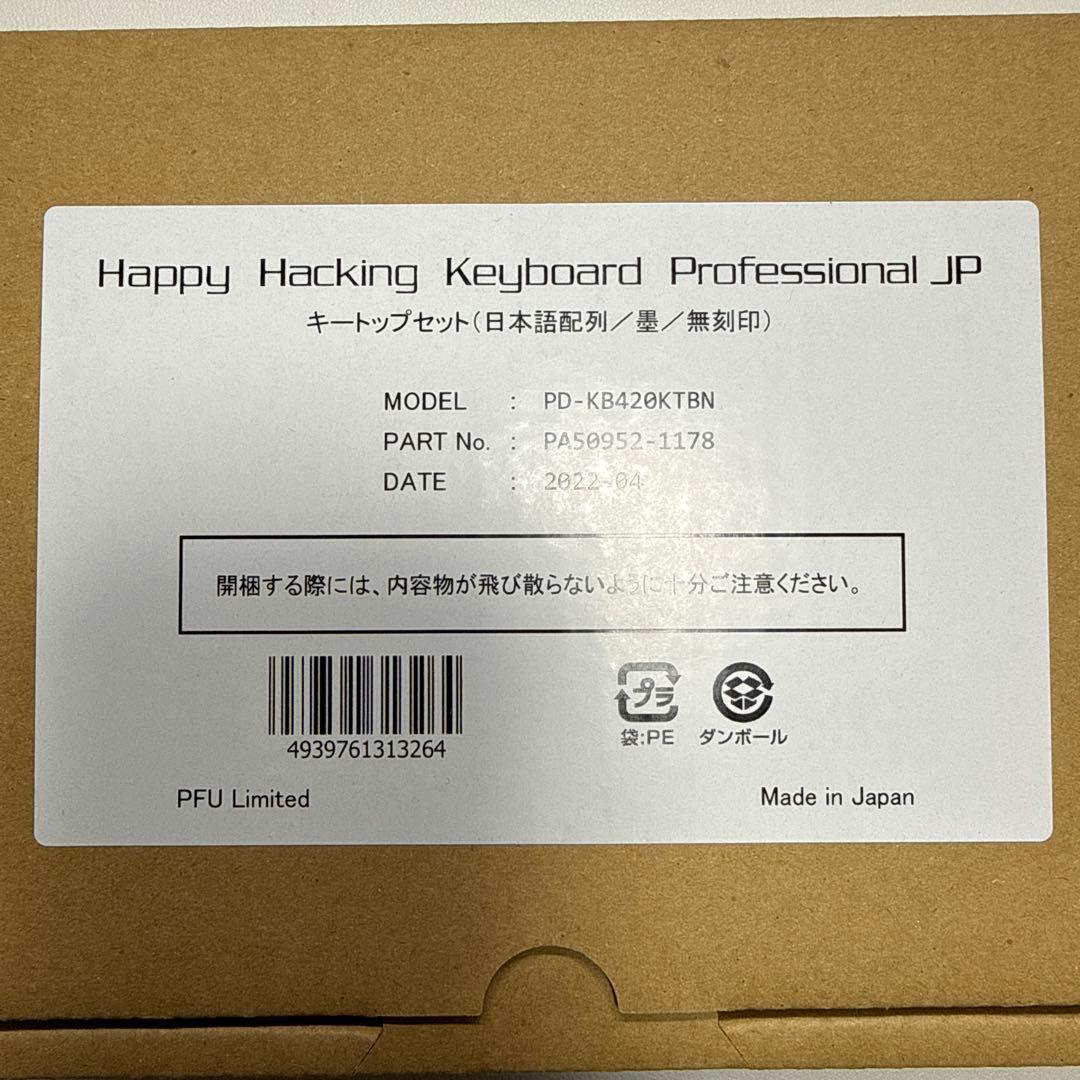 Happy Hacking Keyboard Professional JP
キートップセット（日本語配列／墨／無刻印）
MODEL : PD-KB420KTBN
PART No. : PA50952-1178
DATE : 2022-04
開梱する際には、内容物が飛び散らないように十分ご注意ください。
4939761313264
プラ
袋:PE ダンボール
PFU Limited Made in Japan